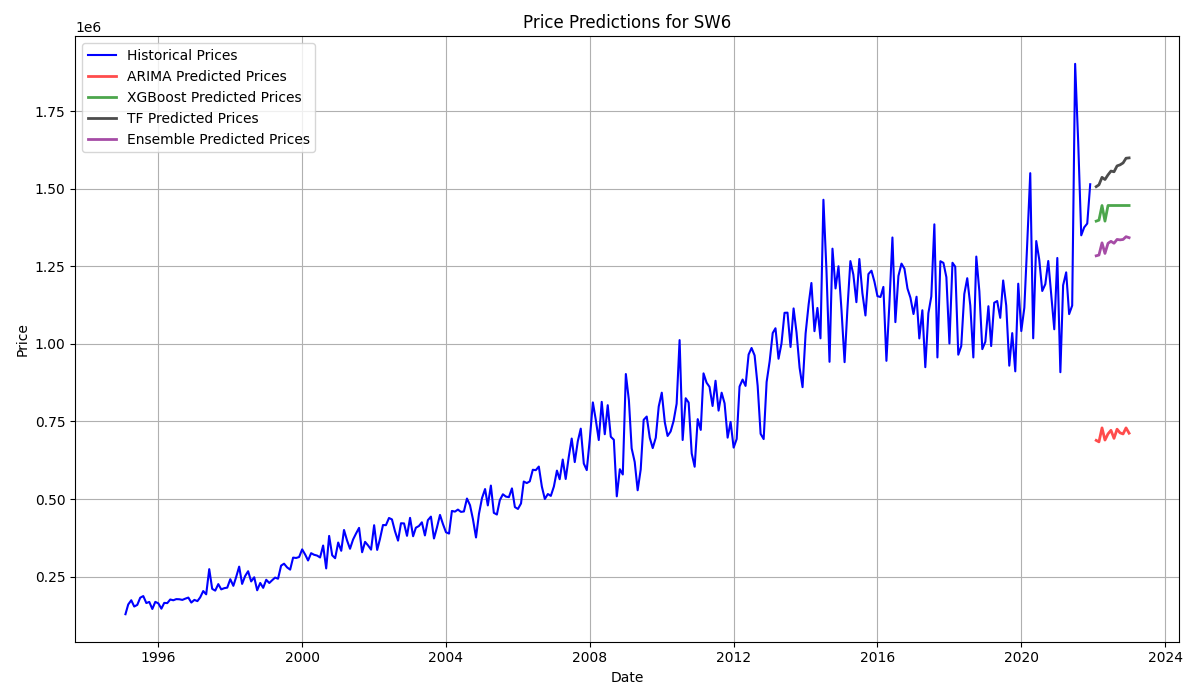 Price Predictions for SW6
1e6
Historical Prices
ARIMA Predicted Prices
XGBoost Predicted Prices
TF Predicted Prices
Ensemble Predicted Prices
1.75
1.50
1.25
1.00
0.75
0.50
0.25
Price
1996 2000 2004 2008 2012 2016 2020 2024
Date